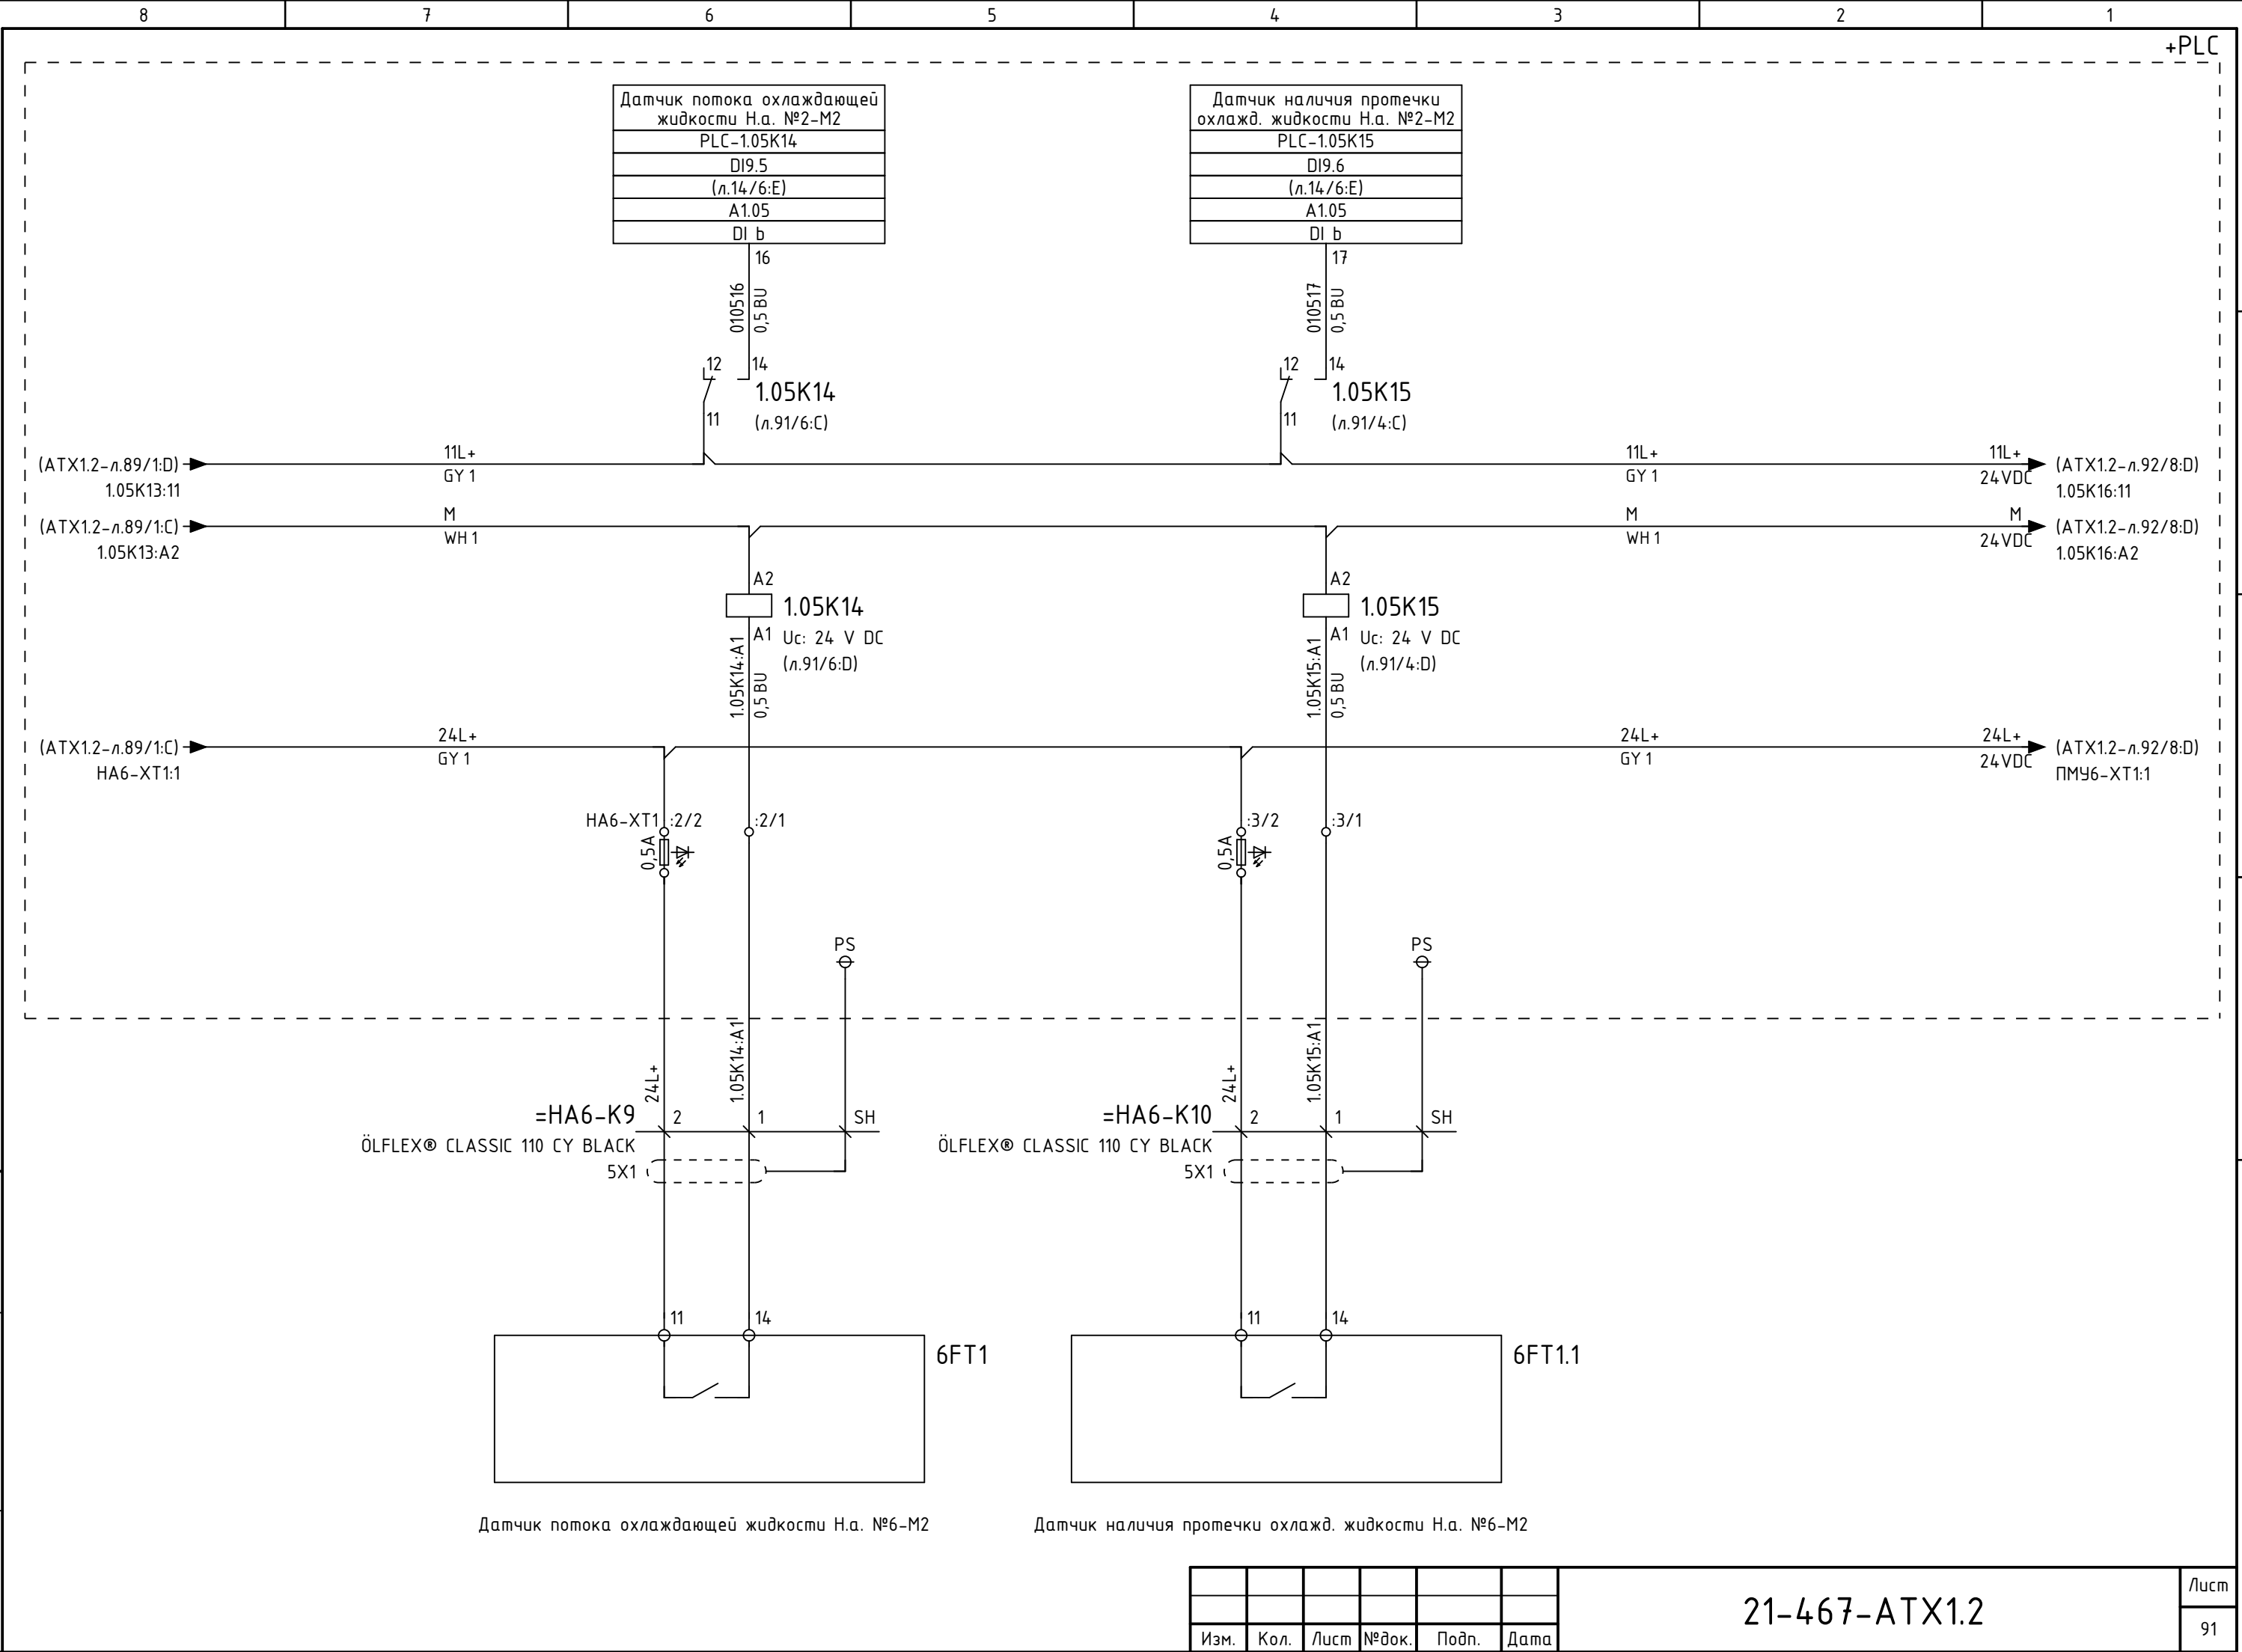 8 7 6 5 4 3 2 1
+PLC
Датчик потока охлаждающей
жидкости Н.а. №2-М2
PLC-1.05K14
DI9.5
(л.14/6:E)
A1.05
DI b
16
010516
0,5 BU
12 14
1.05K14
11
(л.91/6:C)
Датчик наличия протечки
охлажд. жидкости Н.а. №2-М2
PLC-1.05K15
DI9.6
(л.14/6:E)
A1.05
DI b
17
010517
0,5 BU
12 14
1.05K15
11
(л.91/4:C)
(ATX1.2-л.89/1:D)
1.05K13:11
11L+
GY 1
11L+
GY 1
11L+
24VDC
(ATX1.2-л.92/8:D)
1.05K16:11
(ATX1.2-л.89/1:C)
1.05K13:A2
M
WH 1
M
WH 1
M
24VDC
(ATX1.2-л.92/8:D)
1.05K16:A2
A2
1.05K14
A1
Uc: 24 V DC
(л.91/6:D)
1.05K14:A1
0,5 BU
A2
1.05K15
A1
Uc: 24 V DC
(л.91/4:D)
1.05K15:A1
0,5 BU
(ATX1.2-л.89/1:C)
HA6-XT1:1
24L+
GY 1
24L+
GY 1
24L+
24VDC
(ATX1.2-л.92/8:D)
ПМУ6-XT1:1
HA6-XT1 :2/2 :2/1
0,5A
:3/2 :3/1
0,5A
PS
PS
24L+
1.05K14:A1
=HA6-K9 2 1 SH
ÖLFLEX® CLASSIC 110 CY BLACK
5X1
24L+
1.05K15:A1
=HA6-K10 2 1 SH
ÖLFLEX® CLASSIC 110 CY BLACK
5X1
11 14
6FT1
11 14
6FT1.1
Датчик потока охлаждающей жидкости Н.а. №6-М2
Датчик наличия протечки охлажд. жидкости Н.а. №6-М2
Изм. Кол. Лист №док. Подп. Дата
21-467-ATX1.2
Лист
91